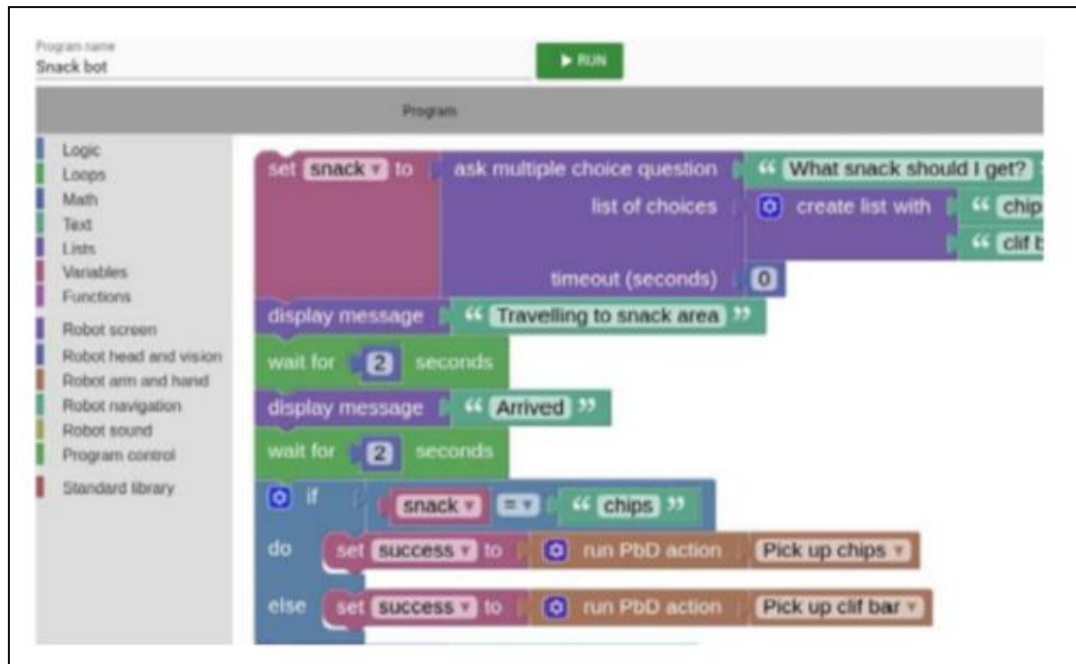 Program name
Snack bot
RUN
Program
Logic
Loops
Math
Text
Lists
Variables
Functions
Robot screen
Robot head and vision
Robot arm and hand
Robot navigation
Robot sound
Program control
Standard library
set snack to ask multiple choice question “ What snack should I get?
list of choices create list with “ chip
“ clif b
timeout (seconds) 0
display message “ Travelling to snack area ”
wait for 2 seconds
display message “ Arrived ”
wait for 2 seconds
if snack = “ chips ”
do set success to run PbD action Pick up chips
else set success to run PbD action Pick up clif bar